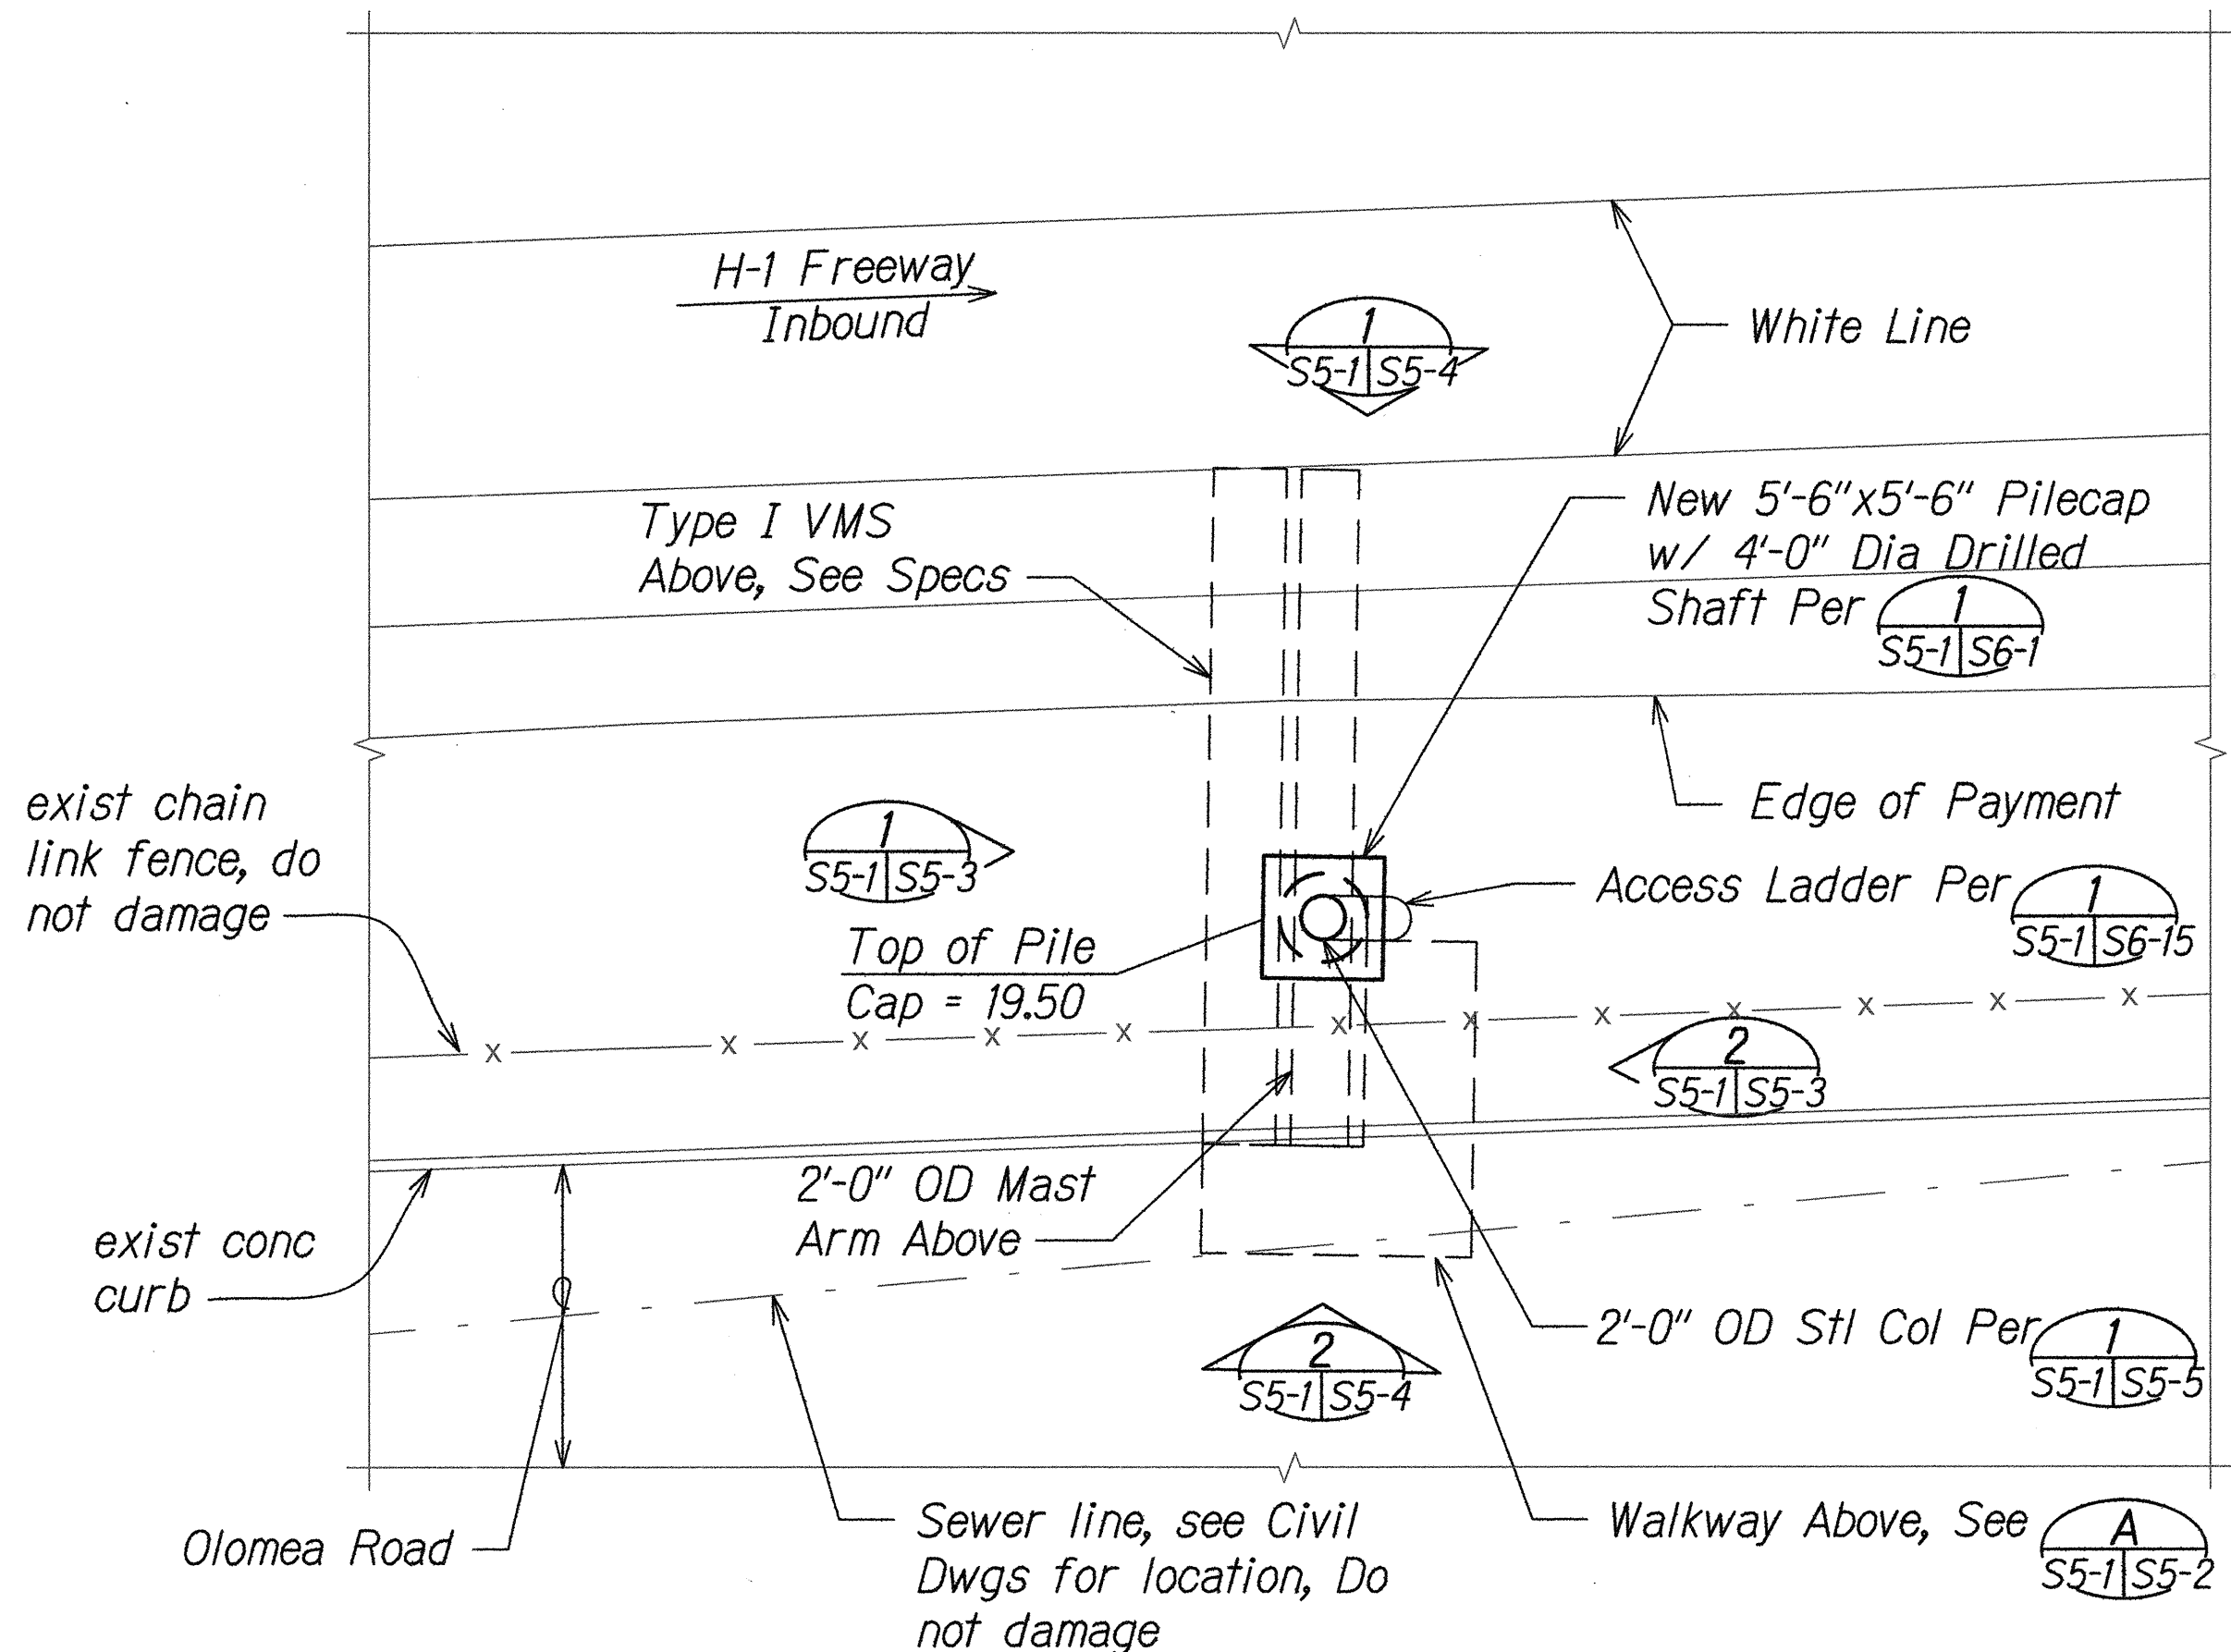 H-1 Freeway
Inbound
1
S5-1 S5-4
White Line
Type I VMS
Above, See Specs
New 5'-6"x5'-6" Pilecap
w/ 4'-0" Dia Drilled
Shaft Per 1
S5-1 S6-1
exist chain
link fence, do
not damage
1
S5-1 S5-3
Edge of Payment
Access Ladder Per 1
S5-1 S6-15
Top of Pile
Cap = 19.50
x x x x x x x x x x x x
2
S5-1 S5-3
2'-0" OD Mast
Arm Above
exist conc
curb
2
S5-1 S5-4
2'-0" OD Stl Col Per 1
S5-1 S5-5
Olomea Road
Sewer line, see Civil
Dwgs for location, Do
not damage
Walkway Above, See A
S5-1 S5-2